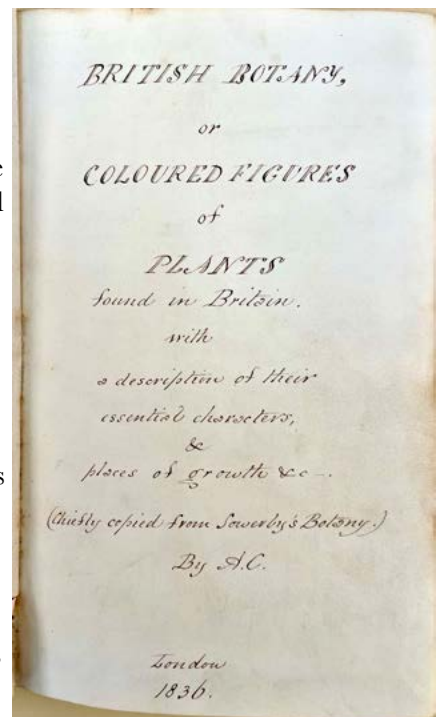 BRITISH BOTANY,
or
COLOURED FIGURES
of
PLANTS
found in Britain.
with
a description of their
essential characters,
&
places of growth &c–.
(Chiefly copied from Sowerby's Botany.)
By A.C.
London
1836.